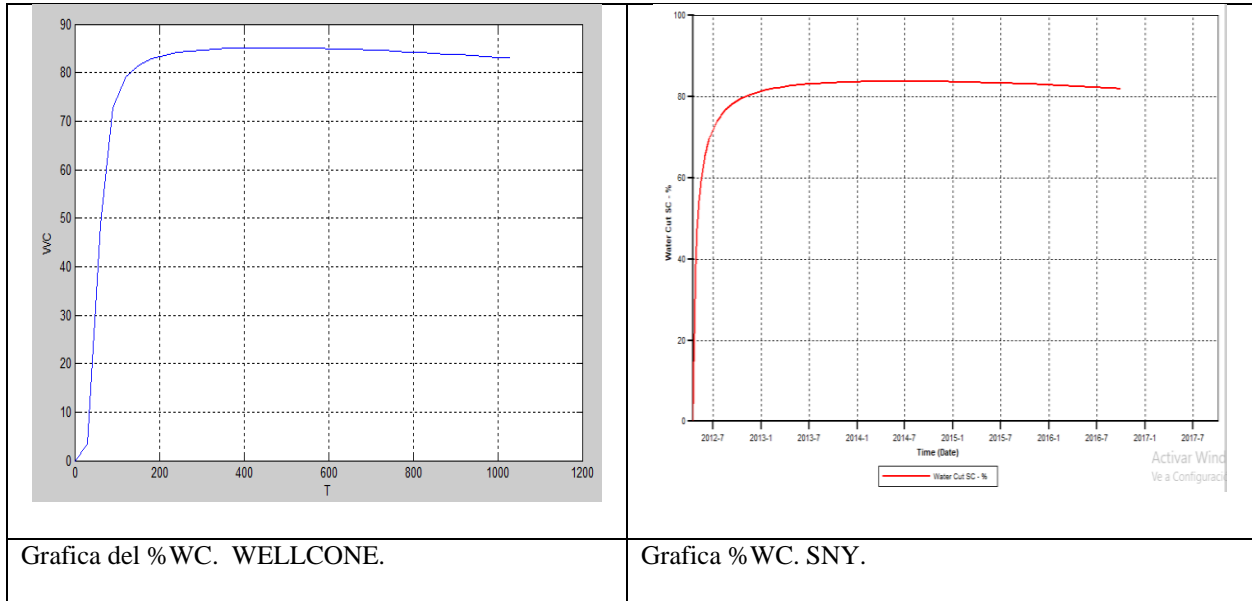 90
80
70
60
50
40
30
20
10
0
WC
0 200 400 600 800 1000 1200
T
100
80
60
40
20
0
Water Cut SC - %
2012-7 2013-1 2013-7 2014-1 2014-7 2015-1 2015-7 2016-1 2016-7 2017-1 2017-7
Time (Date)
Water Cut SC - %
Activar Wind
Ve a Configuraci
Grafica del %WC. WELLCONE.
Grafica %WC. SNY.